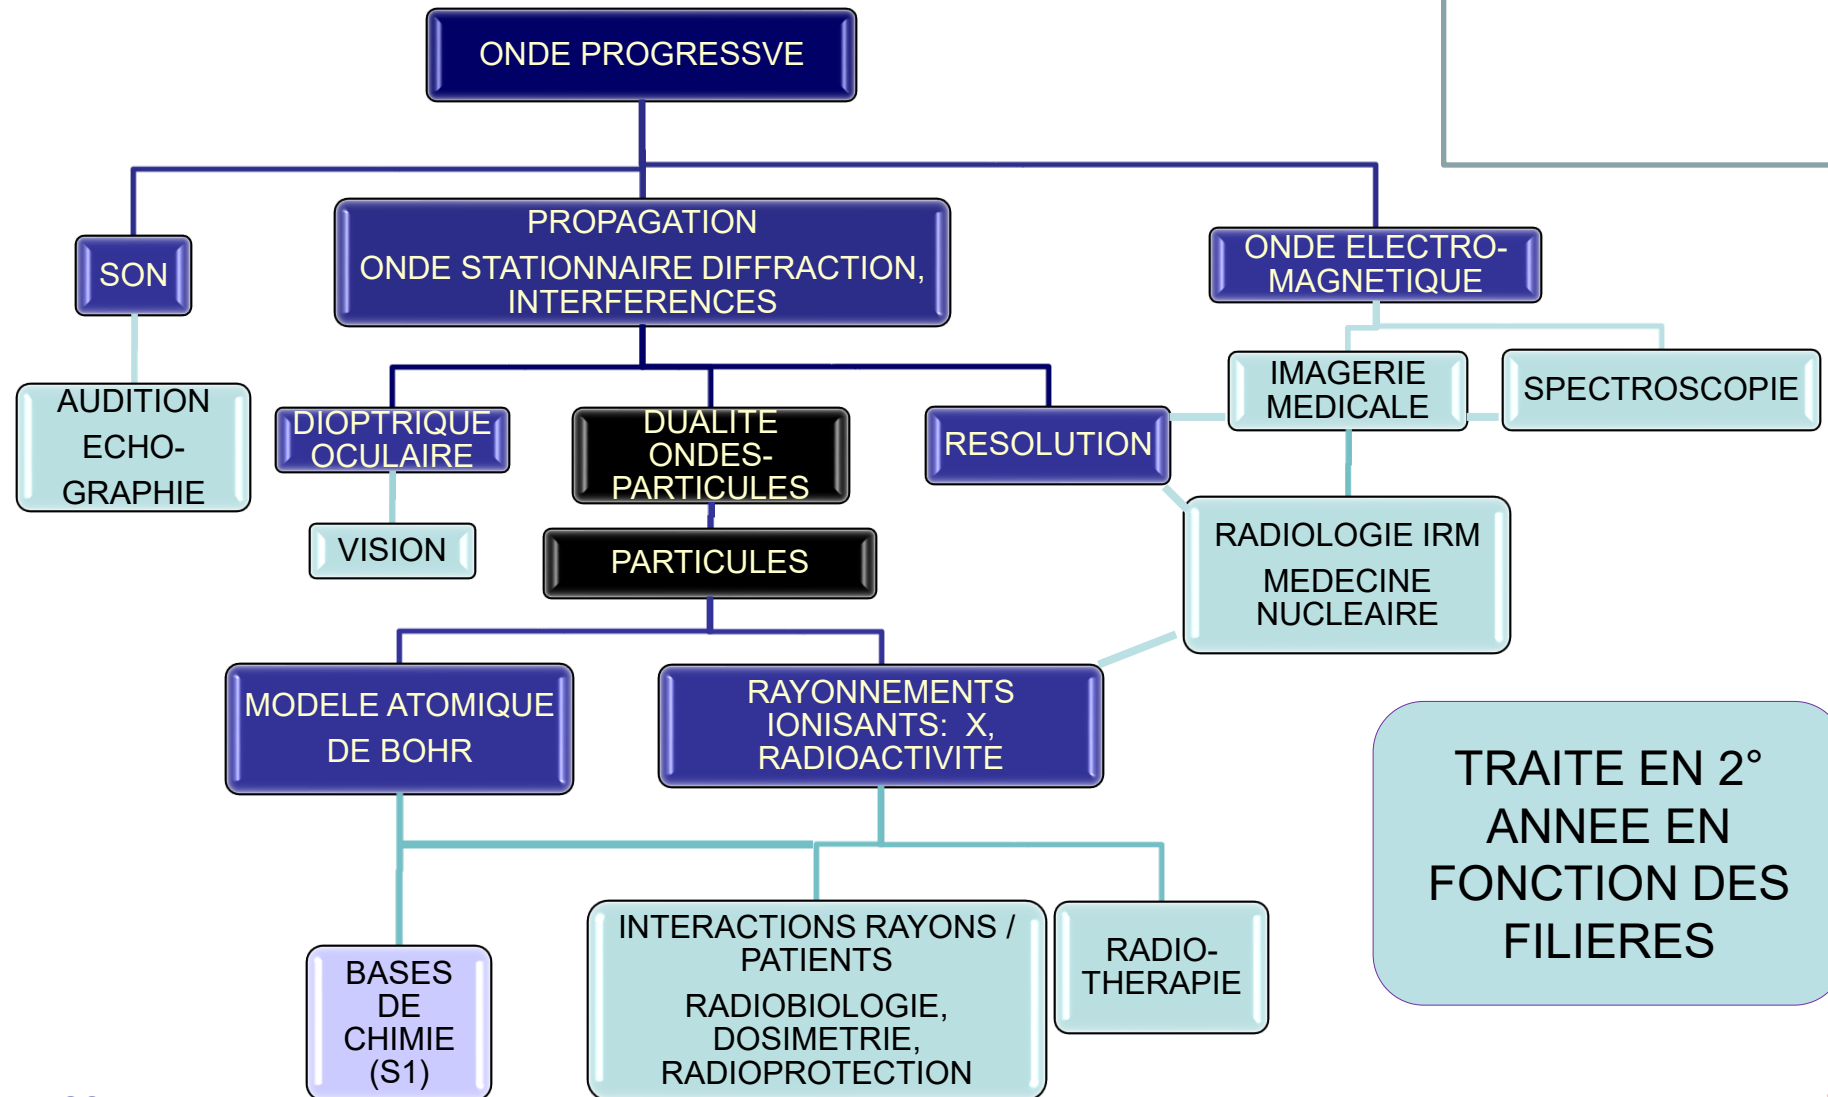 ONDE PROGRESSVE
SON
PROPAGATION
ONDE STATIONNAIRE DIFFRACTION,
INTERFERENCES
ONDE ELECTRO-
MAGNETIQUE
AUDITION
ECHO-
GRAPHIE
DIOPTRIQUE
OCULAIRE
DUALITE
ONDES-
PARTICULES
RESOLUTION
IMAGERIE
MEDICALE
SPECTROSCOPIE
VISION
PARTICULES
RADIOLOGIE IRM
MEDECINE
NUCLEAIRE
MODELE ATOMIQUE
DE BOHR
RAYONNEMENTS
IONISANTS: X,
RADIOACTIVITE
TRAITE EN 2°
ANNEE EN
FONCTION DES
FILIERES
BASES
DE
CHIMIE
(S1)
INTERACTIONS RAYONS /
PATIENTS
RADIOBIOLOGIE,
DOSIMETRIE,
RADIOPROTECTION
RADIO-
THERAPIE